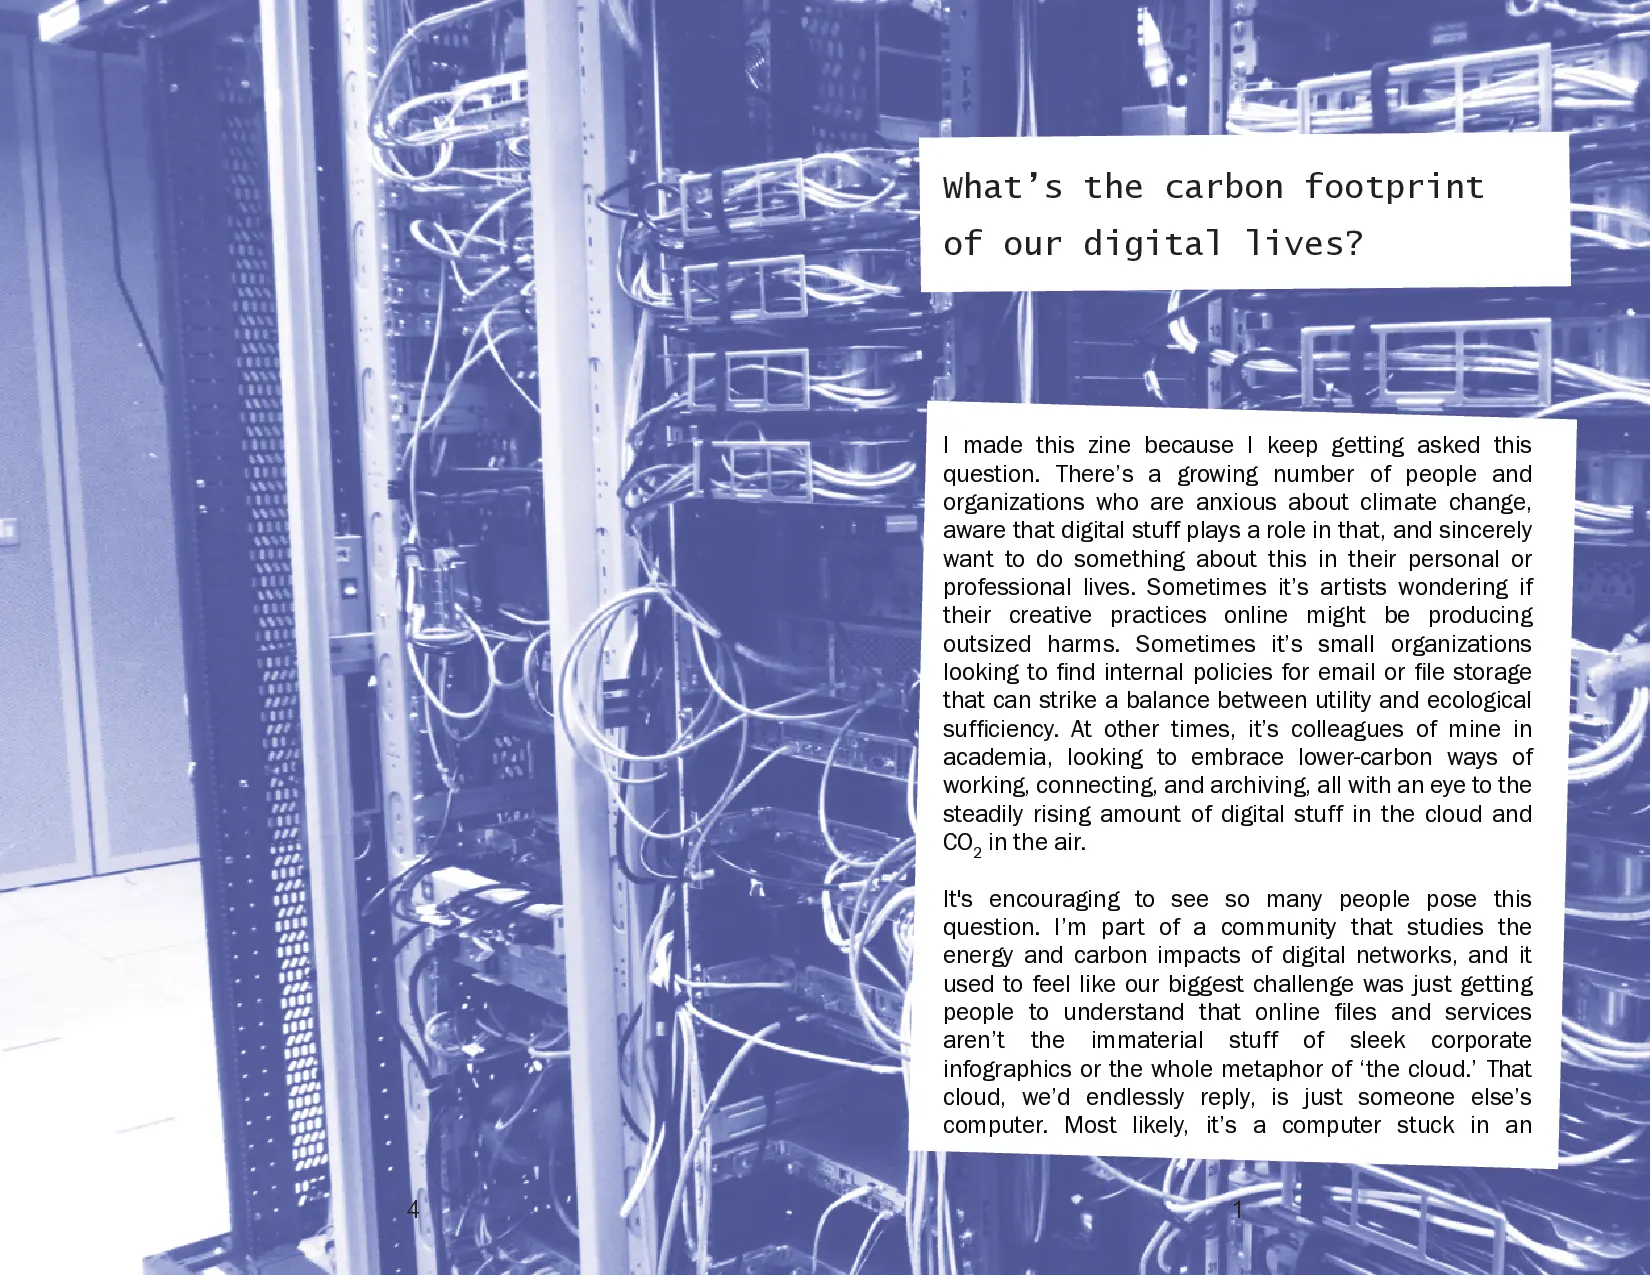 What's the carbon footprint
of our digital lives?
I made this zine because I keep getting asked this
question. There's a growing number of people and
organizations who are anxious about climate change,
aware that digital stuff plays a role in that, and sincerely
want to do something about this in their personal or
professional lives. Sometimes it's artists wondering if
their creative practices online might be producing
outsized harms. Sometimes it's small organizations
looking to find internal policies for email or file storage
that can strike a balance between utility and ecological
sufficiency. At other times, it's colleagues of mine in
academia, looking to embrace lower-carbon ways of
working, connecting, and archiving, all with an eye to the
steadily rising amount of digital stuff in the cloud and
CO₂ in the air.
It's encouraging to see so many people pose this
question. I'm part of a community that studies the
energy and carbon impacts of digital networks, and it
used to feel like our biggest challenge was just getting
people to understand that online files and services
aren't the immaterial stuff of sleek corporate
infographics or the whole metaphor of 'the cloud.' That
cloud, we'd endlessly reply, is just someone else's
computer. Most likely, it's a computer stuck in an
4
1